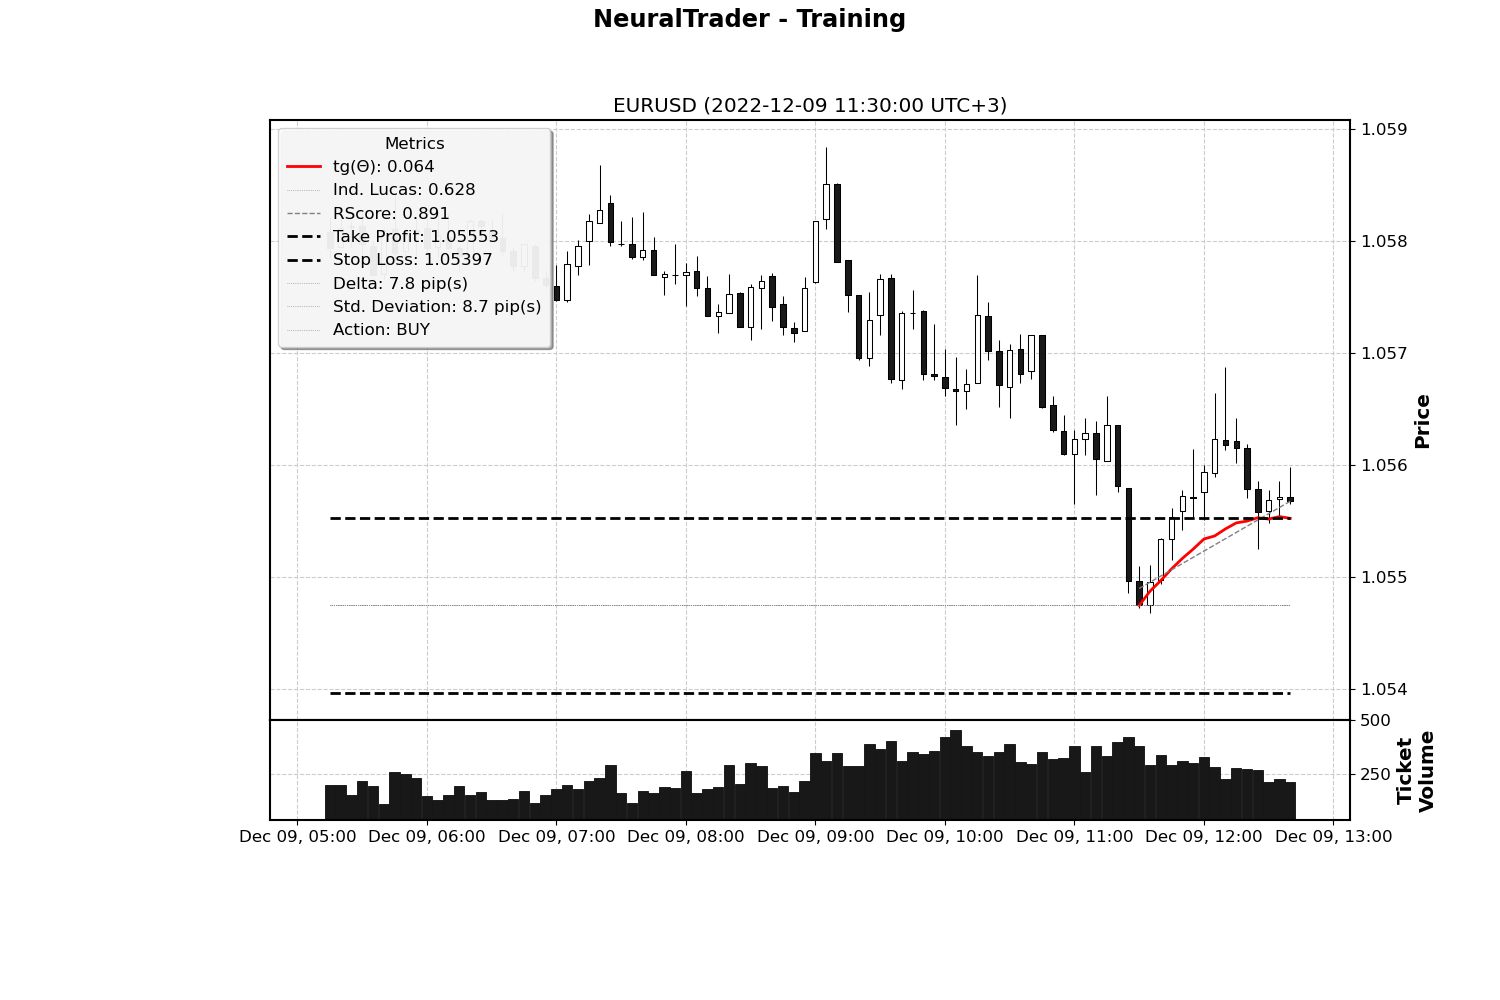 NeuralTrader - Training
EURUSD (2022-12-09 11:30:00 UTC+3)
Metrics
tg(Θ): 0.064
Ind. Lucas: 0.628
RScore: 0.891
Take Profit: 1.05553
Stop Loss: 1.05397
Delta: 7.8 pip(s)
Std. Deviation: 8.7 pip(s)
Action: BUY
1.059
1.058
1.057
1.056
1.055
1.054
Price
500
250
Ticket
Volume
Dec 09, 05:00
Dec 09, 06:00
Dec 09, 07:00
Dec 09, 08:00
Dec 09, 09:00
Dec 09, 10:00
Dec 09, 11:00
Dec 09, 12:00
Dec 09, 13:00